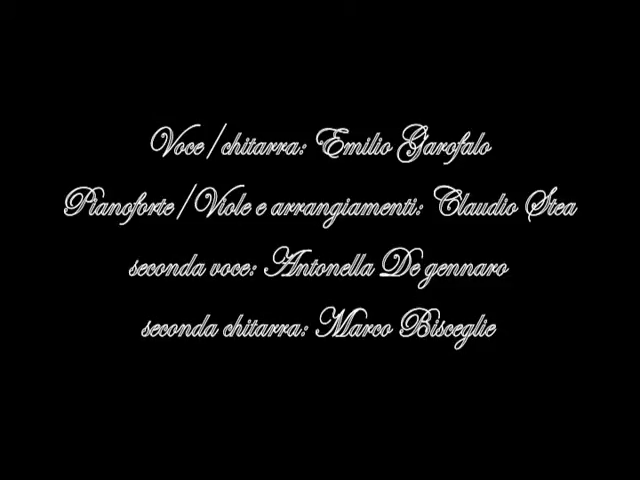 Voce/chitarra: Emilio Garofalo
Pianoforte/Viole e arrangiamenti: Claudio Stea
seconda voce: Antonella De gennaro
seconda chitarra: Marco Bisceglie